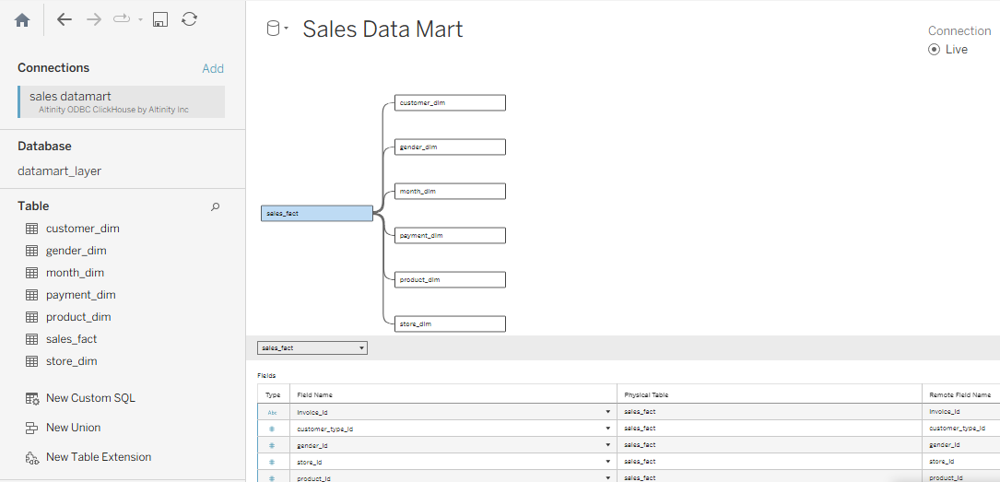 Sales Data Mart
Connection
Live
Connections Add
sales datamart
Altinity ODBC ClickHouse by Altinity Inc
Database
datamart_layer
Table
customer_dim
gender_dim
month_dim
payment_dim
product_dim
sales_fact
store_dim
New Custom SQL
New Union
New Table Extension
sales_fact
customer_dim
gender_dim
month_dim
payment_dim
product_dim
store_dim
sales_fact
Fields
Type Field Name Physical Table Remote Field Name
Abc invoice_id sales_fact invoice_id
# customer_type_id sales_fact customer_type_id
# gender_id sales_fact gender_id
# store_id sales_fact store_id
# product_id sales_fact product_id